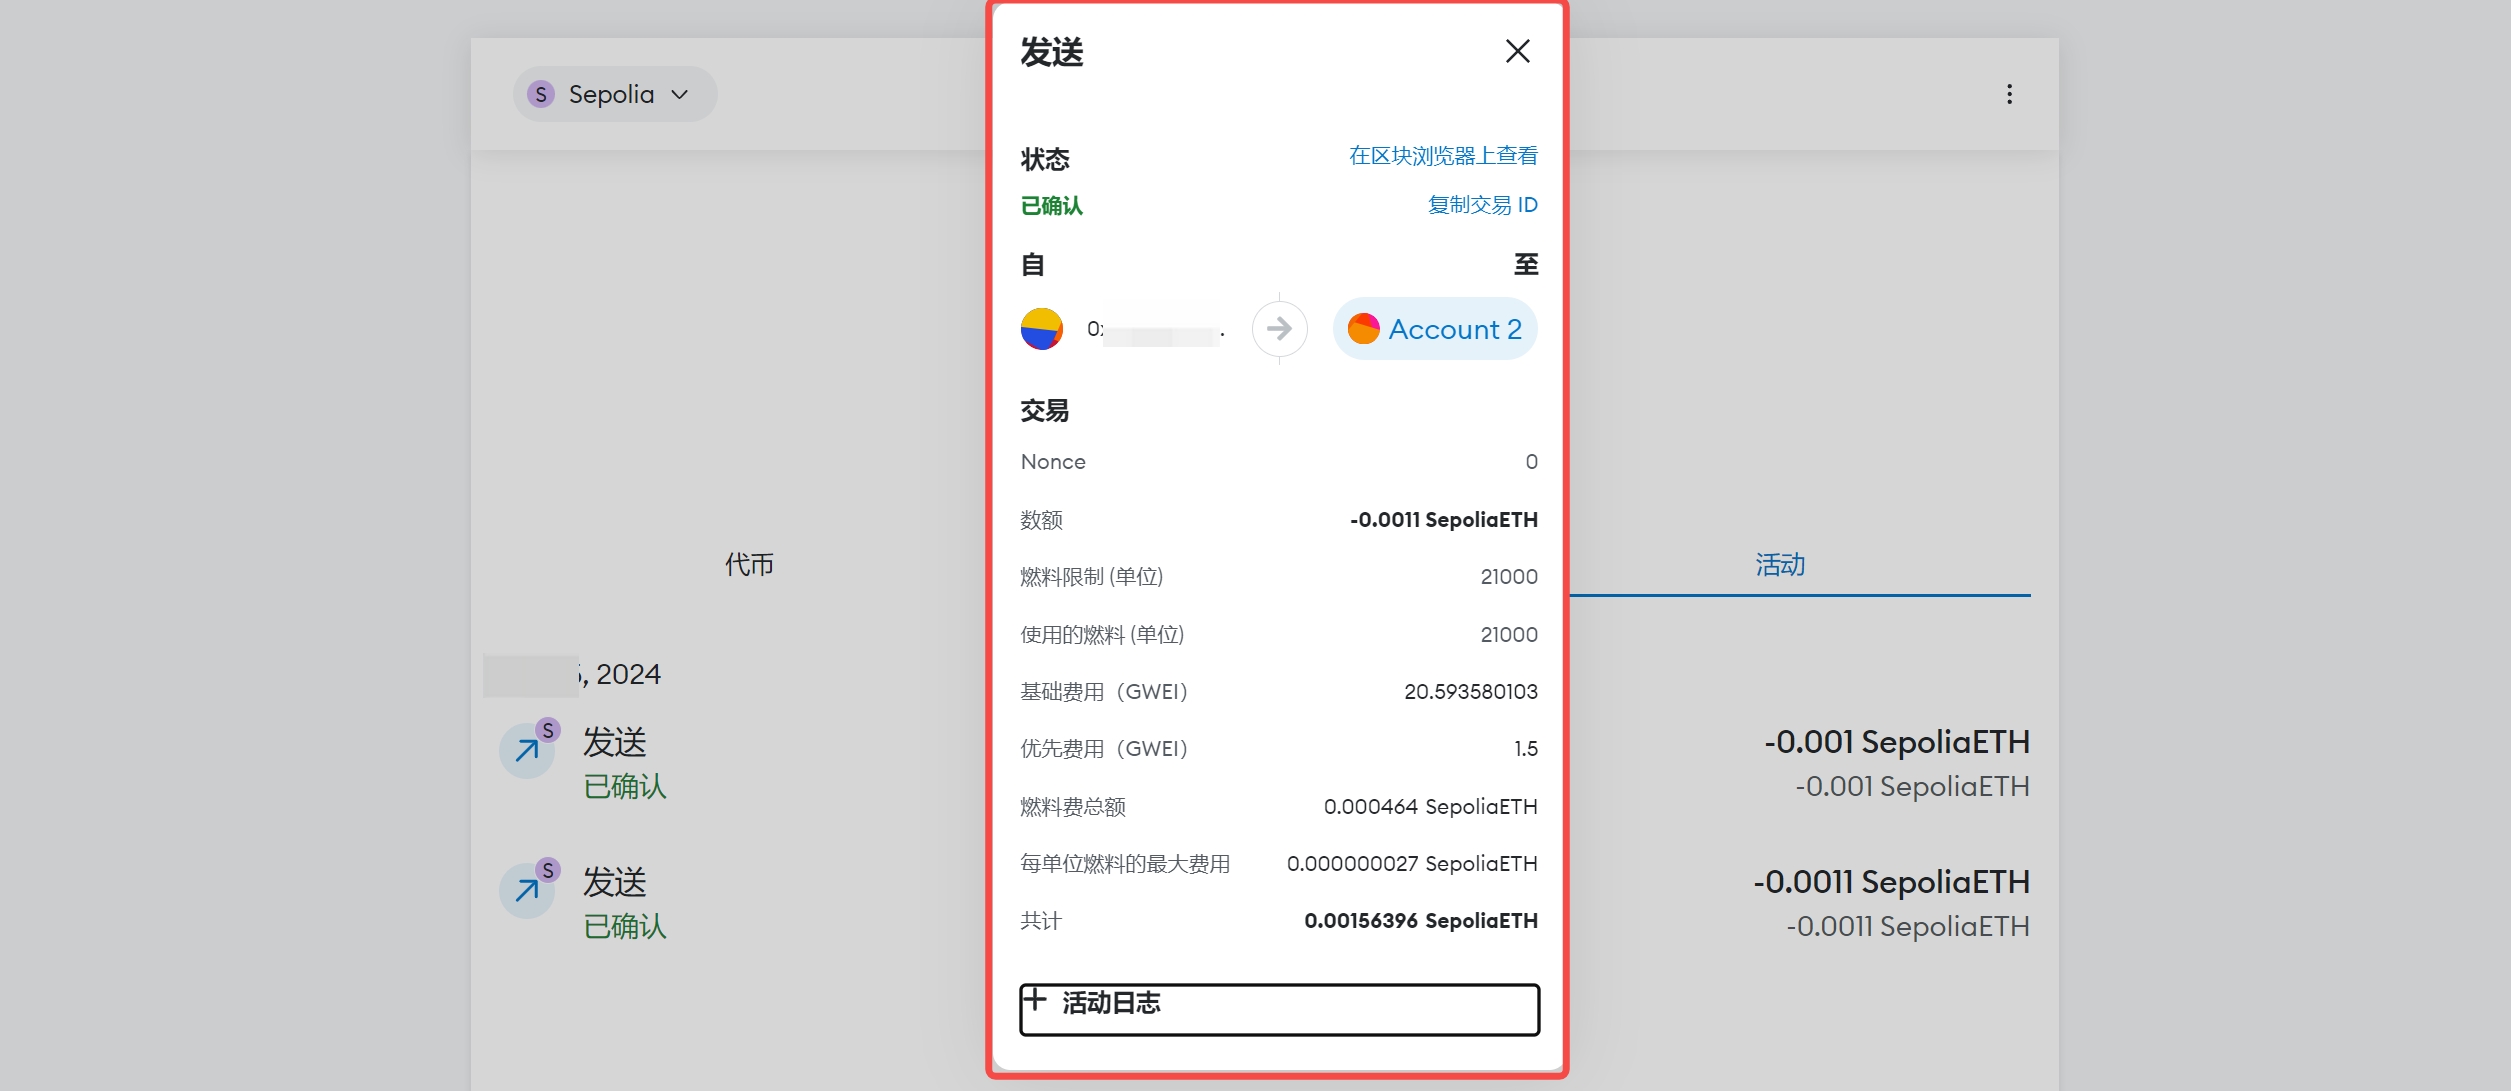 S Sepolia
代币
活动
, 2024
S
发送
已确认
-0.001 SepoliaETH
-0.001 SepoliaETH
S
发送
已确认
-0.0011 SepoliaETH
-0.0011 SepoliaETH
发送
状态 在区块浏览器上查看
已确认 复制交易 ID
自 至
Account 2
交易
Nonce 0
数额 -0.0011 SepoliaETH
燃料限制 (单位) 21000
使用的燃料 (单位) 21000
基础费用（GWEI） 20.593580103
优先费用（GWEI） 1.5
燃料费总额 0.000464 SepoliaETH
每单位燃料的最大费用 0.000000027 SepoliaETH
共计 0.00156396 SepoliaETH
活动日志